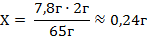 X = 7,8г · 2г / 65г ≈ 0,24г